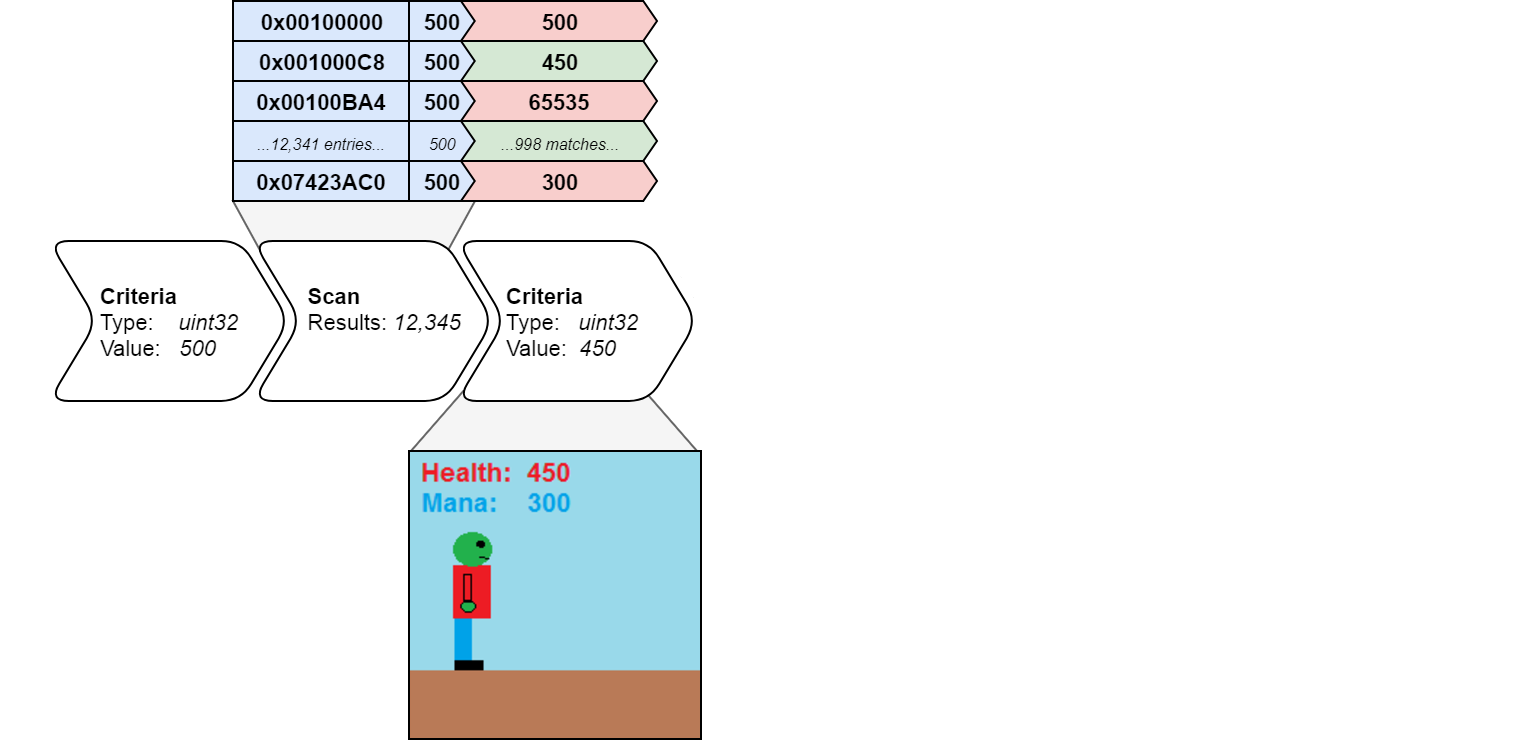 0x00100000 500 500
0x001000C8 500 450
0x00100BA4 500 65535
...12,341 entries... 500 ...998 matches...
0x07423AC0 500 300
Criteria
Type: uint32
Value: 500
Scan
Results: 12,345
Criteria
Type: uint32
Value: 450
Health: 450
Mana: 300